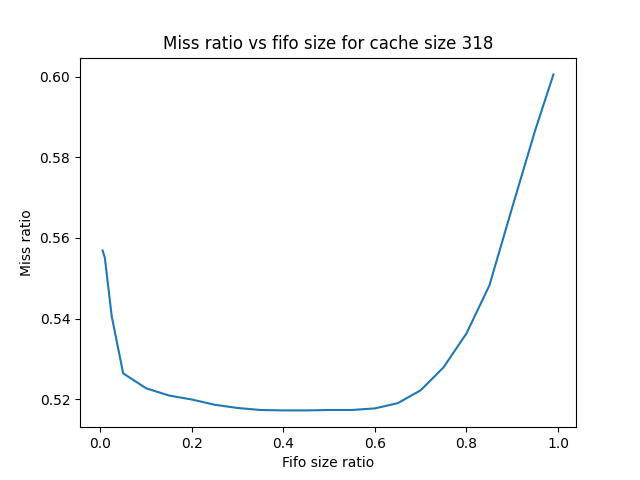 Miss ratio vs fifo size for cache size 318
0.60
0.58
0.56
0.54
0.52
Miss ratio
0.0 0.2 0.4 0.6 0.8 1.0
Fifo size ratio